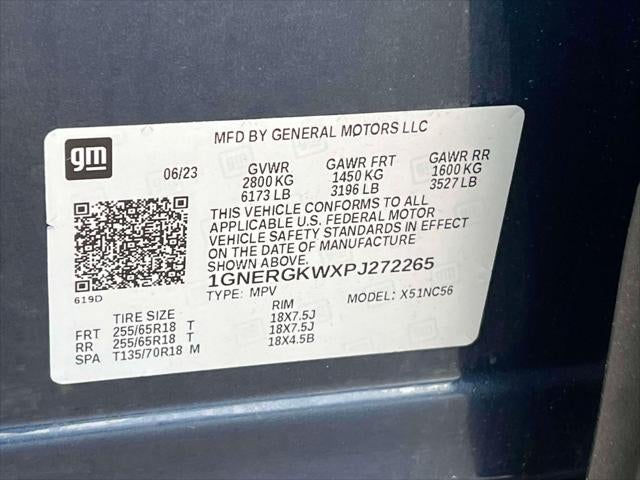 gm
MFD BY GENERAL MOTORS LLC
06/23 GVWR GAWR FRT GAWR RR
2800 KG 1450 KG 1600 KG
6173 LB 3196 LB 3527 LB
THIS VEHICLE CONFORMS TO ALL
APPLICABLE U.S. FEDERAL MOTOR
VEHICLE SAFETY STANDARDS IN EFFECT
ON THE DATE OF MANUFACTURE
SHOWN ABOVE.
1GNERGKWXPJ272265
619D
TYPE: MPV MODEL: X51NC56
TIRE SIZE RIM
FRT 255/65R18 T 18X7.5J
RR 255/65R18 T 18X7.5J
SPA T135/70R18 M 18X4.5B